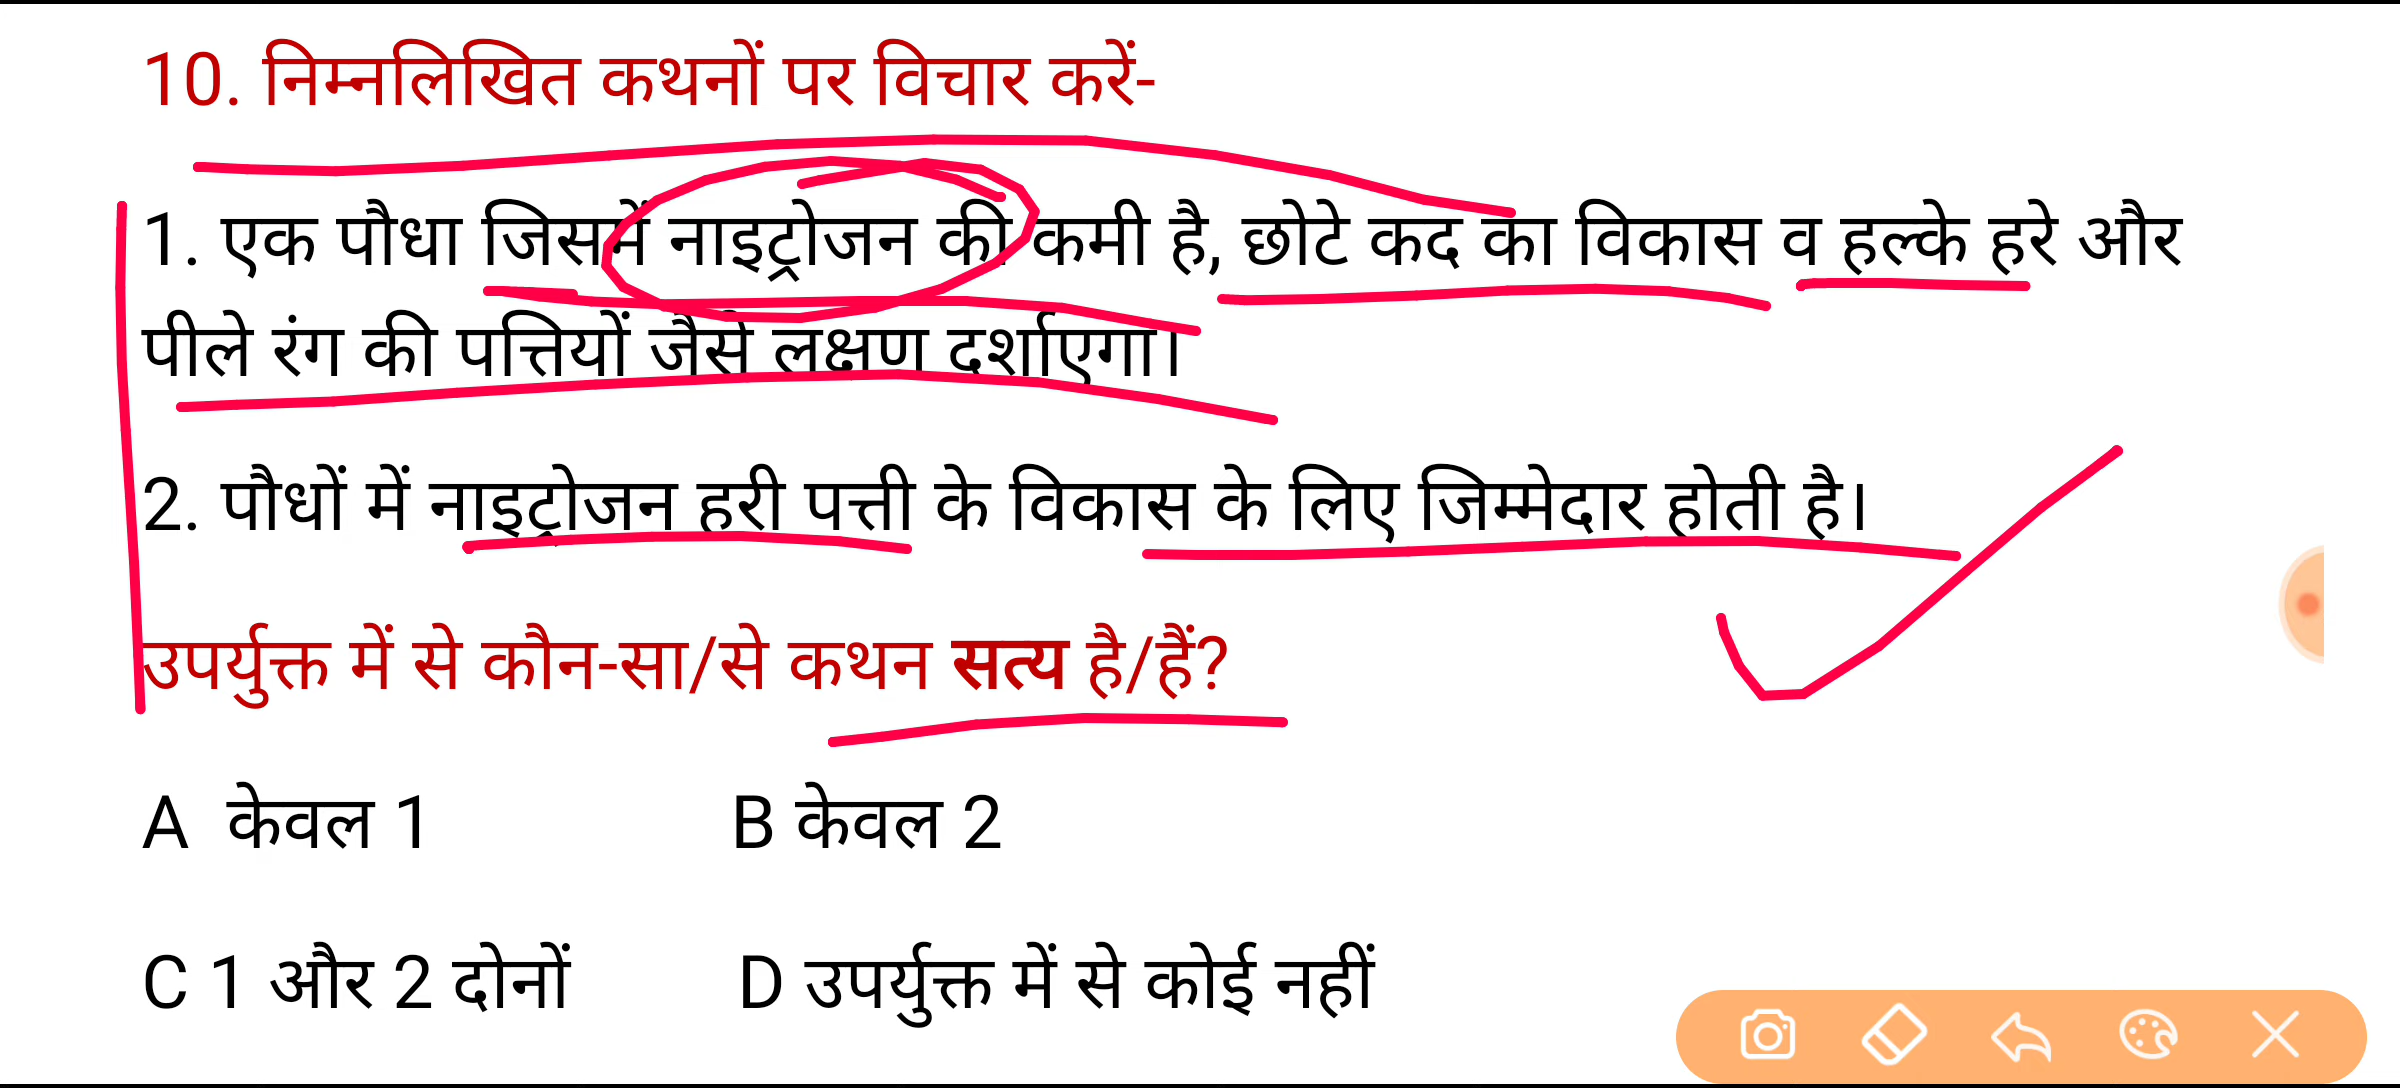 10. निम्नलिखित कथनों पर विचार करें-
1. एक पौधा जिसमें नाइट्रोजन की कमी है, छोटे कद का विकास व हल्के हरे और
पीले रंग की पत्तियों जैसे लक्षण दर्शाएगा।
2. पौधों में नाइट्रोजन हरी पत्ती के विकास के लिए जिम्मेदार होती है।
उपर्युक्त में से कौन-सा/से कथन सत्य है/हैं?
A केवल 1 B केवल 2
C 1 और 2 दोनों D उपर्युक्त में से कोई नहीं